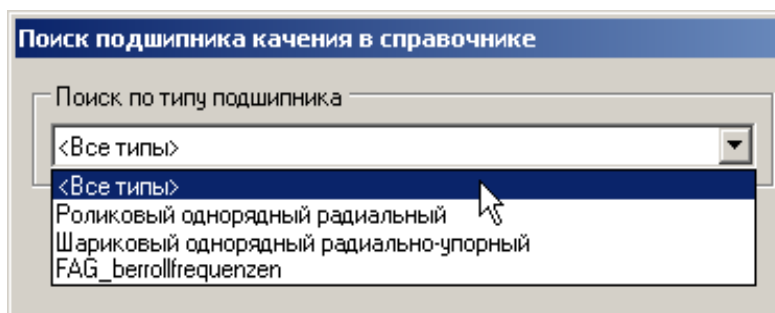 Поиск подшипника качения в справочнике
Поиск по типу подшипника
<Все типы>
<Все типы>
Роликовый однорядный радиальный
Шариковый однорядный радиально-упорный
FAG_berrollfrequenzen